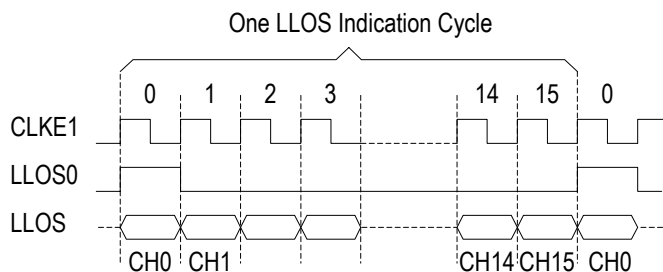 One LLOS Indication Cycle
0 1 2 3 14 15 0
CLKE1
LLOS0
LLOS
CH0 CH1 CH14 CH15 CH0